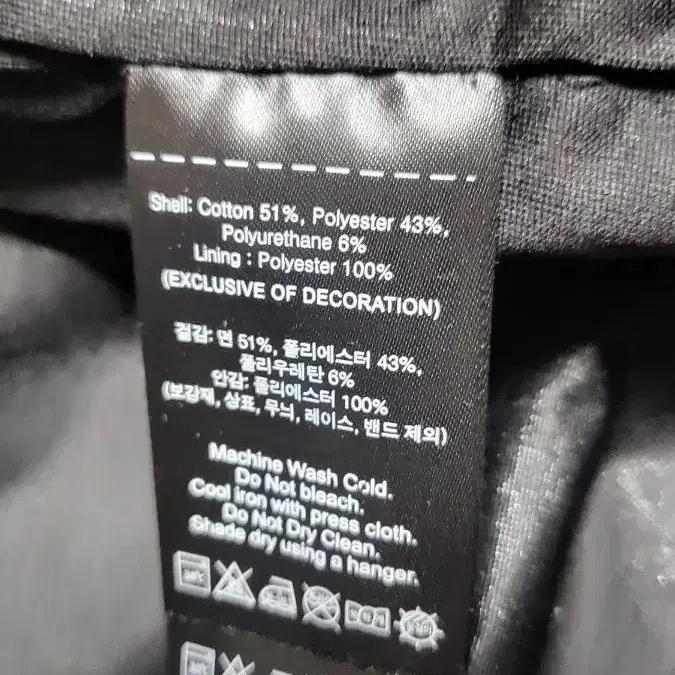 Shell: Cotton 51%, Polyester 43%,
Polyurethane 6%
Lining : Polyester 100%
(EXCLUSIVE OF DECORATION)
겉감: 면 51%, 폴리에스터 43%,
폴리우레탄 6%
안감: 폴리에스터 100%
(보강재, 상표, 무늬, 레이스, 밴드 제외)
Machine Wash Cold.
Do Not bleach.
Cool iron with press cloth.
Do Not Dry Clean.
Shade dry using a hanger.
30℃